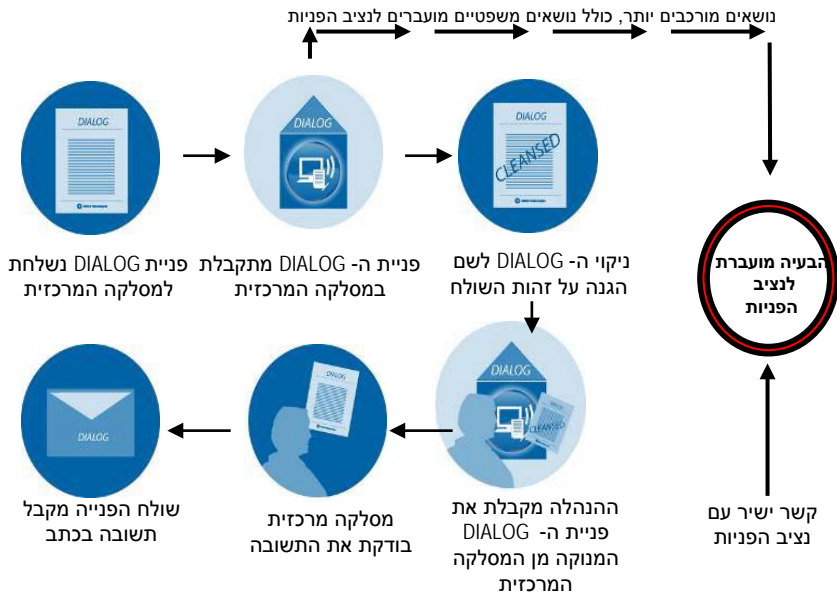 נושאים מורכבים יותר, כולל נושאים משפטיים מועברים לנציב הפניות
DIALOG
DIALOG
DIALOG
CLEANSED
פניית DIALOG נשלחת
למסלקה המרכזית
פניית ה- DIALOG מתקבלת
במסלקה המרכזית
ניקוי ה- DIALOG לשם
הגנה על זהות השולח
הבעיה מועברת
לנציב
הפניות
DIALOG
DIALOG
CLEANSED
DIALOG
DIALOG
שולח הפנייה מקבל
תשובה בכתב
מסלקה מרכזית
בודקת את התשובה
ההנהלה מקבלת את
פניית ה- DIALOG
המנוקה מן המסלקה
המרכזית
קשר ישיר עם
נציב הפניות